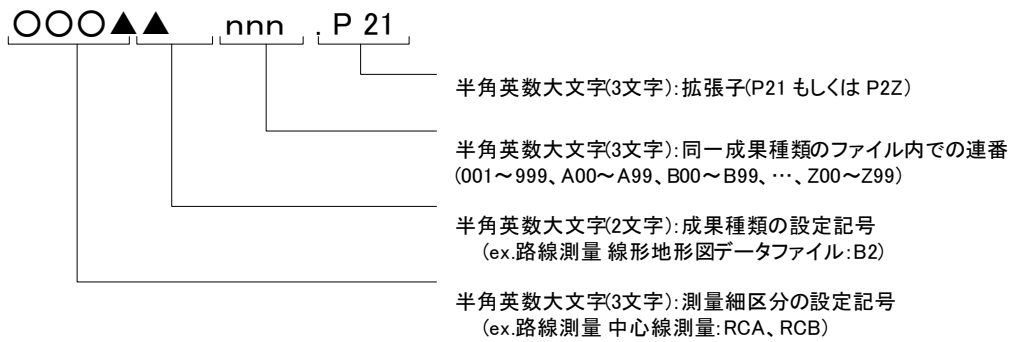 ○○○▲▲ nnn .P 21
半角英数大文字(3文字):拡張子(P21 もしくは P2Z)
半角英数大文字(3文字):同一成果種類のファイル内での連番
(001～999、A00～A99、B00～B99、…、Z00～Z99)
半角英数大文字(2文字):成果種類の設定記号
(ex.路線測量 線形地形図データファイル:B2)
半角英数大文字(3文字):測量細区分の設定記号
(ex.路線測量 中心線測量:RCA、RCB)